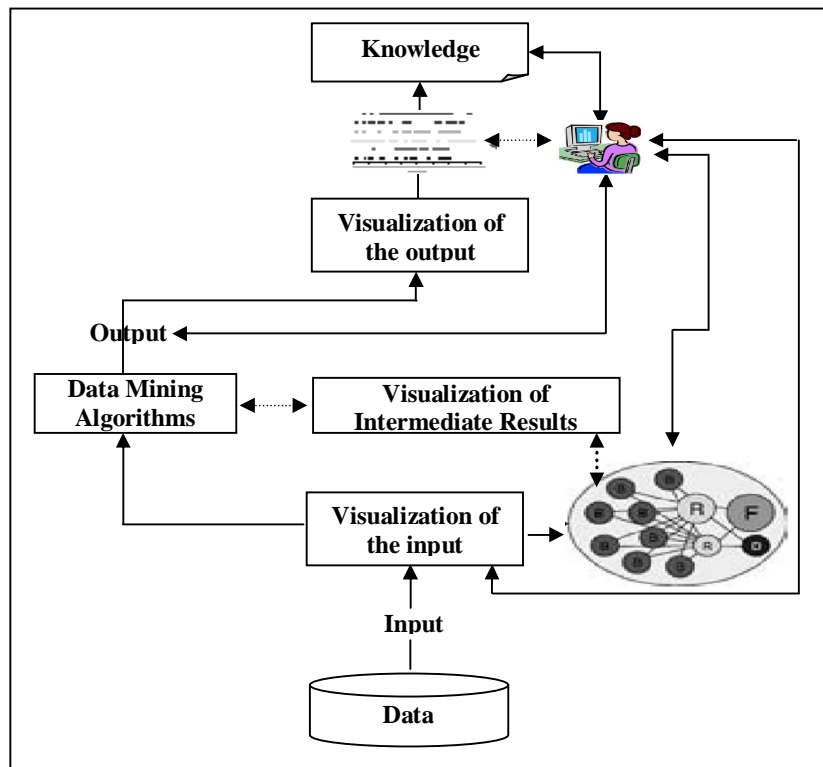 Knowledge
Visualization of
the output
Output
Data Mining
Algorithms
Visualization of
Intermediate Results
Visualization of
the input
B
B
B
B
B
B
B
B
R
R
F
Input
Data